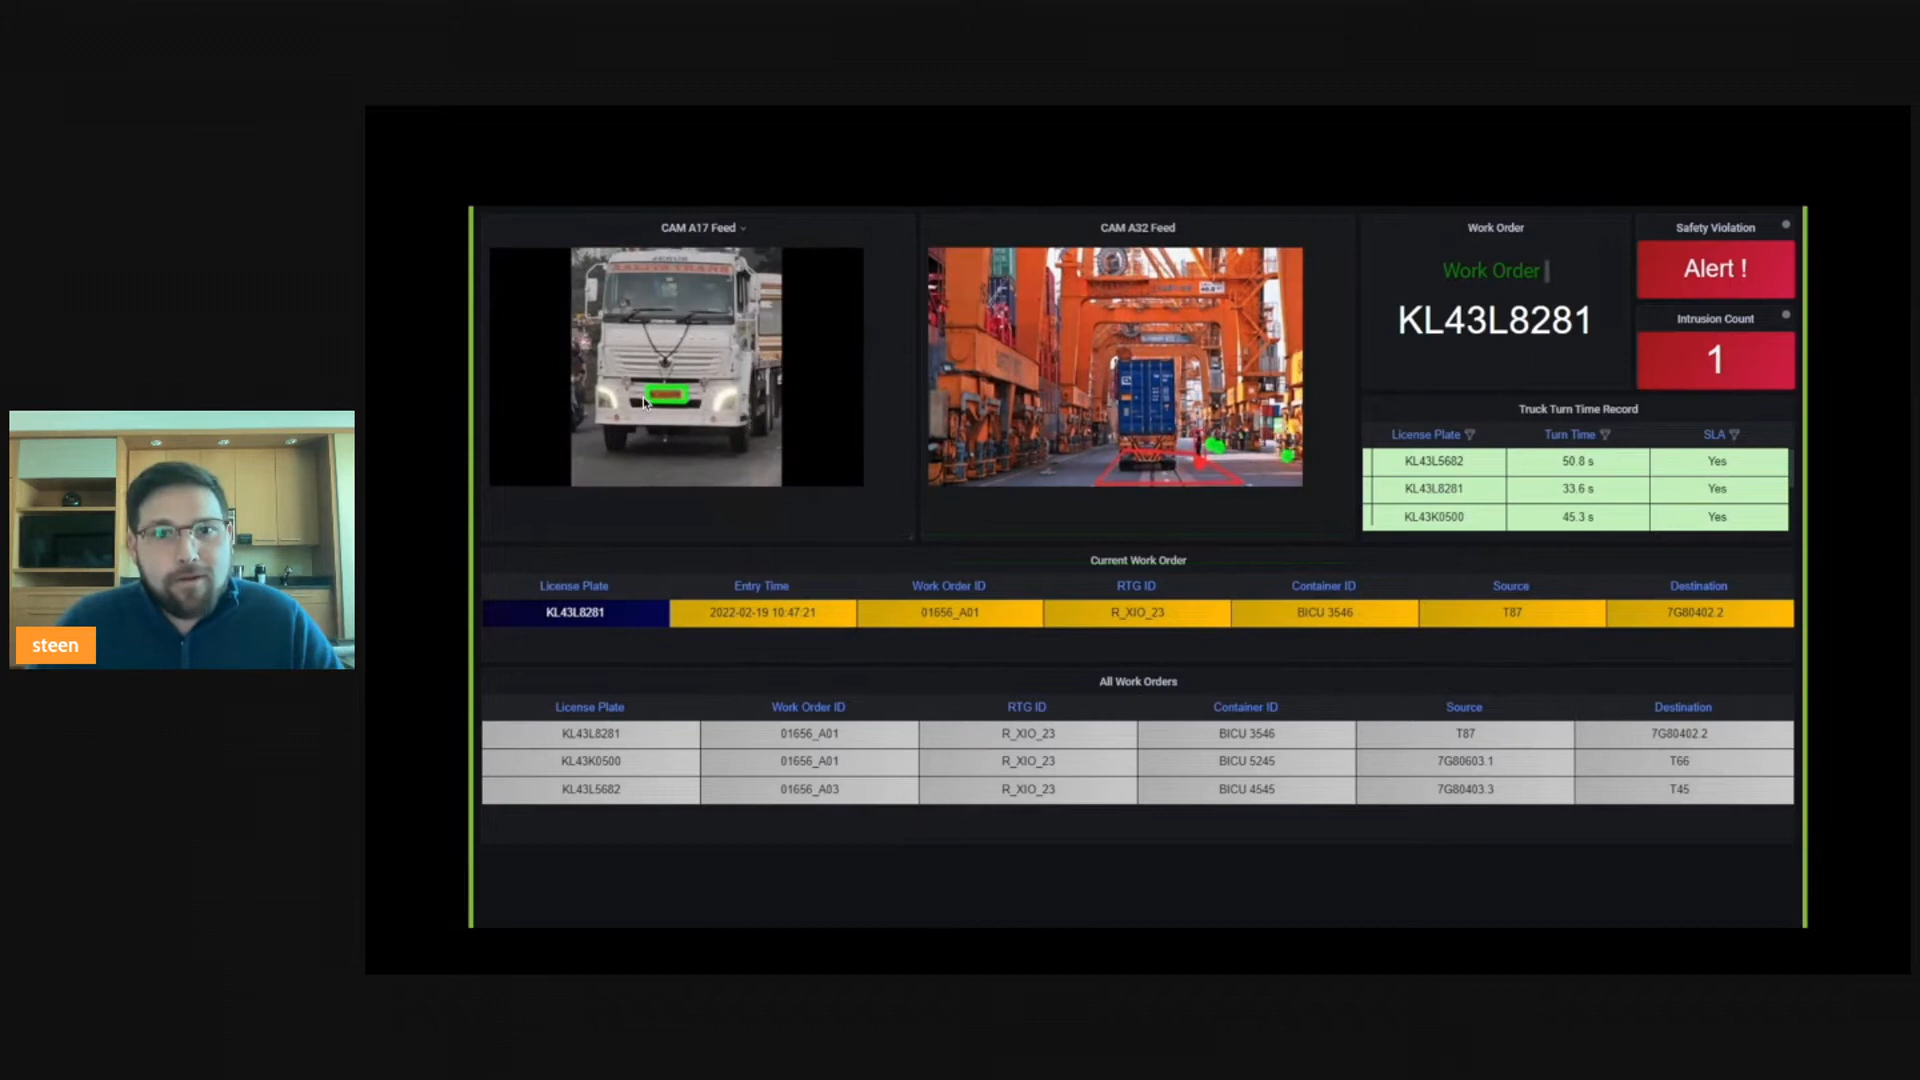 CAM A17 Feed
CAM A32 Feed
Work Order
Safety Violation
JESUS
AALIYA TRANS
Work Order
KL43L8281
Alert !
Intrusion Count
1
Truck Turn Time Record
License Plate Turn Time SLA
KL43L5682 50.8 s Yes
KL43L8281 33.6 s Yes
KL43K0500 45.3 s Yes
Current Work Order
License Plate Entry Time Work Order ID RTG ID Container ID Source Destination
KL43L8281 2022-02-19 10:47:21 01656_A01 R_XIO_23 BICU 3546 T87 7G80402.2
steen
All Work Orders
License Plate Work Order ID RTG ID Container ID Source Destination
KL43L8281 01656_A01 R_XIO_23 BICU 3546 T87 7G80402.2
KL43K0500 01656_A01 R_XIO_23 BICU 5245 7G80603.1 T66
KL43L5682 01656_A03 R_XIO_23 BICU 4545 7G80403.3 T45